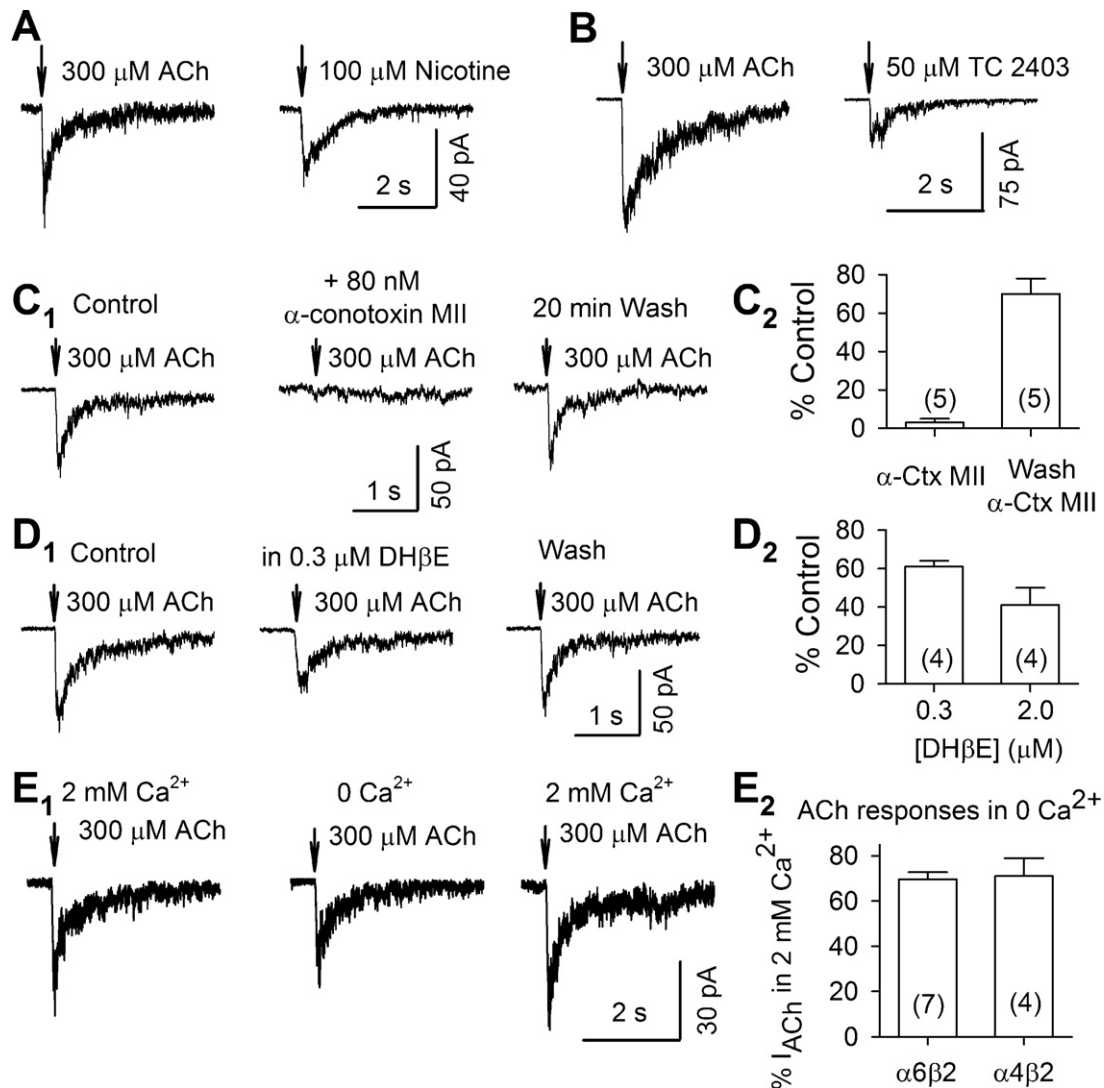 A
300 μM ACh
100 μM Nicotine
2 s
40 pA
B
300 μM ACh
50 μM TC 2403
2 s
75 pA
C1
Control
300 μM ACh
+ 80 nM
α-conotoxin MII
300 μM ACh
20 min Wash
300 μM ACh
1 s
50 pA
C2
% Control
80
60
40
20
0
(5)
(5)
α-Ctx MII
Wash
α-Ctx MII
D1
Control
300 μM ACh
in 0.3 μM DHβE
300 μM ACh
Wash
300 μM ACh
1 s
50 pA
D2
% Control
60
40
20
0
(4)
(4)
0.3
2.0
[DHβE] (μM)
E1
2 mM Ca2+
300 μM ACh
0 Ca2+
300 μM ACh
2 mM Ca2+
300 μM ACh
2 s
30 pA
E2
ACh responses in 0 Ca2+
% IACh in 2 mM Ca2+
80
60
40
20
0
(7)
(4)
α6β2
α4β2